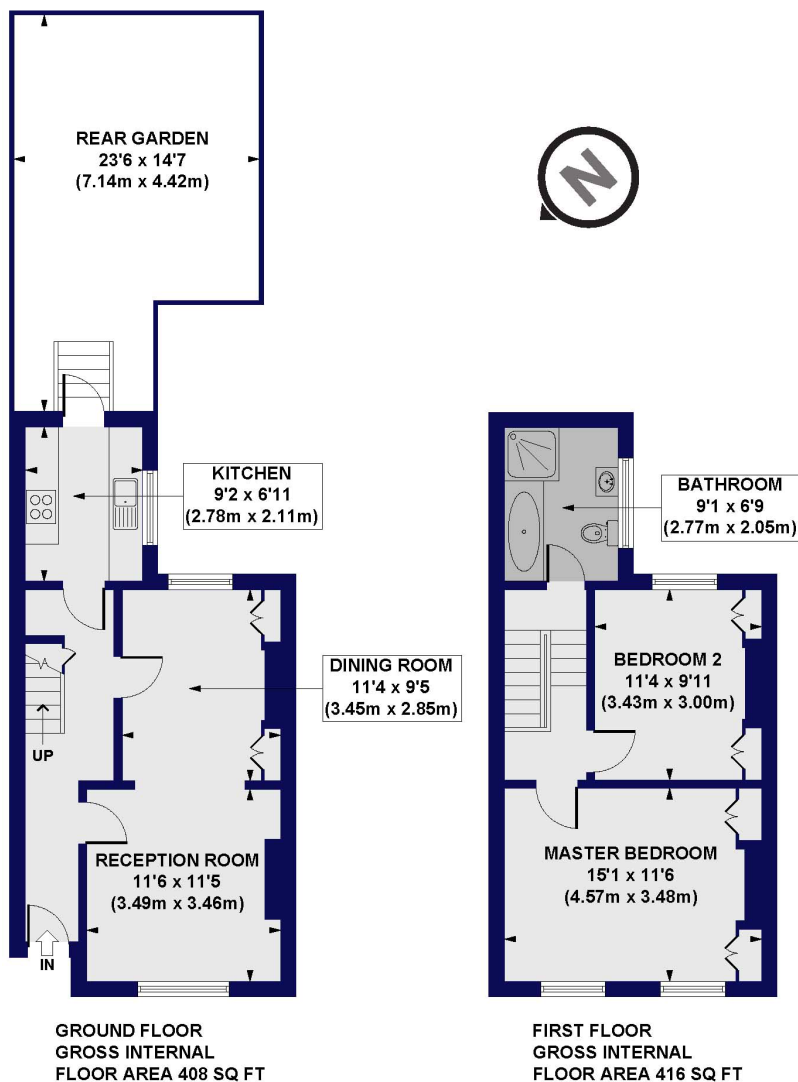 REAR GARDEN
23'6 x 14'7
(7.14m x 4.42m)
N
KITCHEN
9'2 x 6'11
(2.78m x 2.11m)
BATHROOM
9'1 x 6'9
(2.77m x 2.05m)
DINING ROOM
11'4 x 9'5
(3.45m x 2.85m)
BEDROOM 2
11'4 x 9'11
(3.43m x 3.00m)
UP
RECEPTION ROOM
11'6 x 11'5
(3.49m x 3.46m)
MASTER BEDROOM
15'1 x 11'6
(4.57m x 3.48m)
IN
GROUND FLOOR
GROSS INTERNAL
FLOOR AREA 408 SQ FT
FIRST FLOOR
GROSS INTERNAL
FLOOR AREA 416 SQ FT